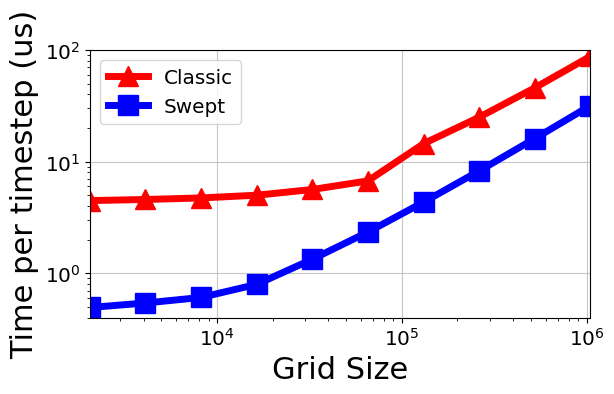 Time per timestep (us)
10²
10¹
10⁰
Classic
Swept
10⁴
10⁵
10⁶
Grid Size